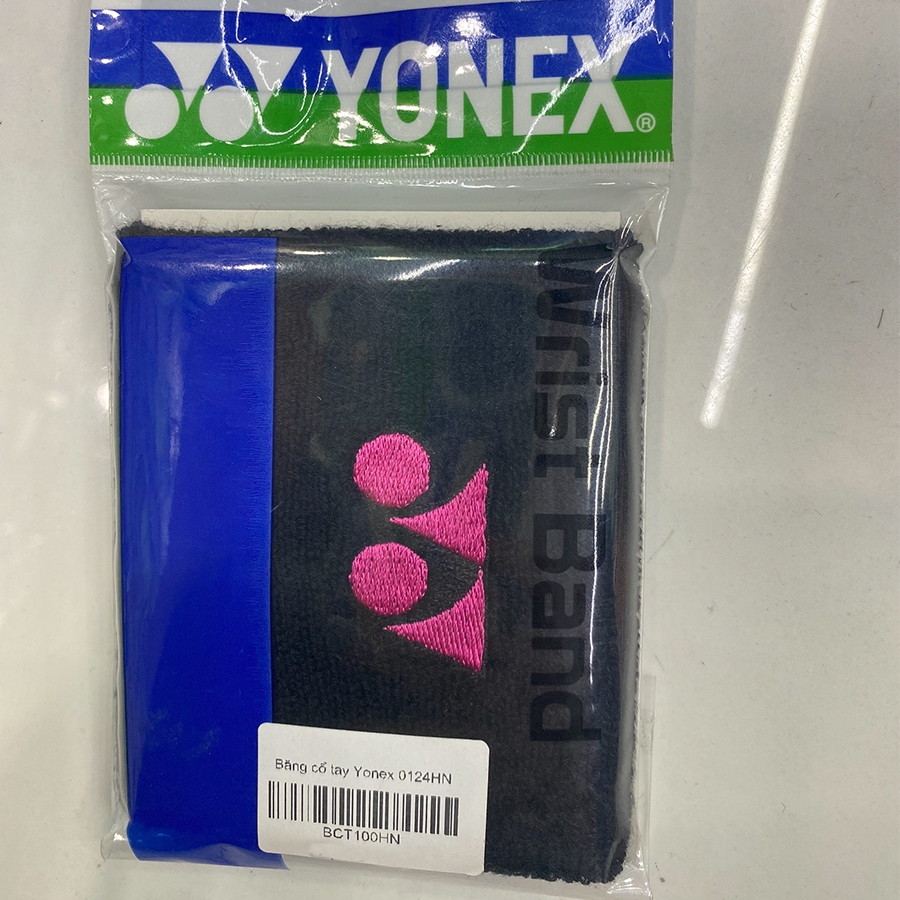 YONEX®
Wrist Band
Băng cổ tay Yonex 0124HN
BCT100HN